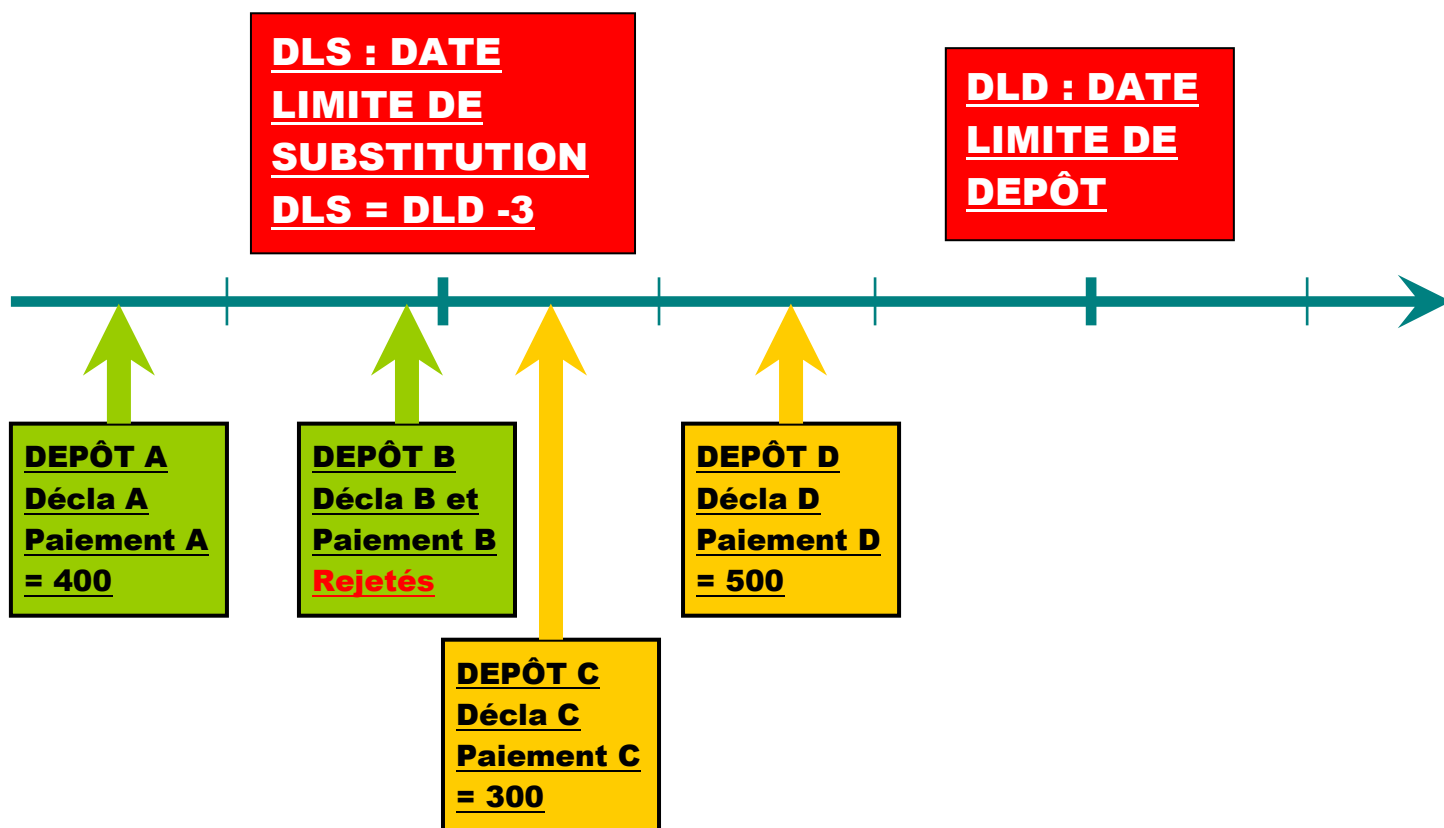 DLS : DATE
LIMITE DE
SUBSTITUTION
DLS = DLD -3
DLD : DATE
LIMITE DE
DEPÔT
DEPÔT A
Décla A
Paiement A
= 400
DEPÔT B
Décla B et
Paiement B
Rejetés
DEPÔT C
Décla C
Paiement C
= 300
DEPÔT D
Décla D
Paiement D
= 500